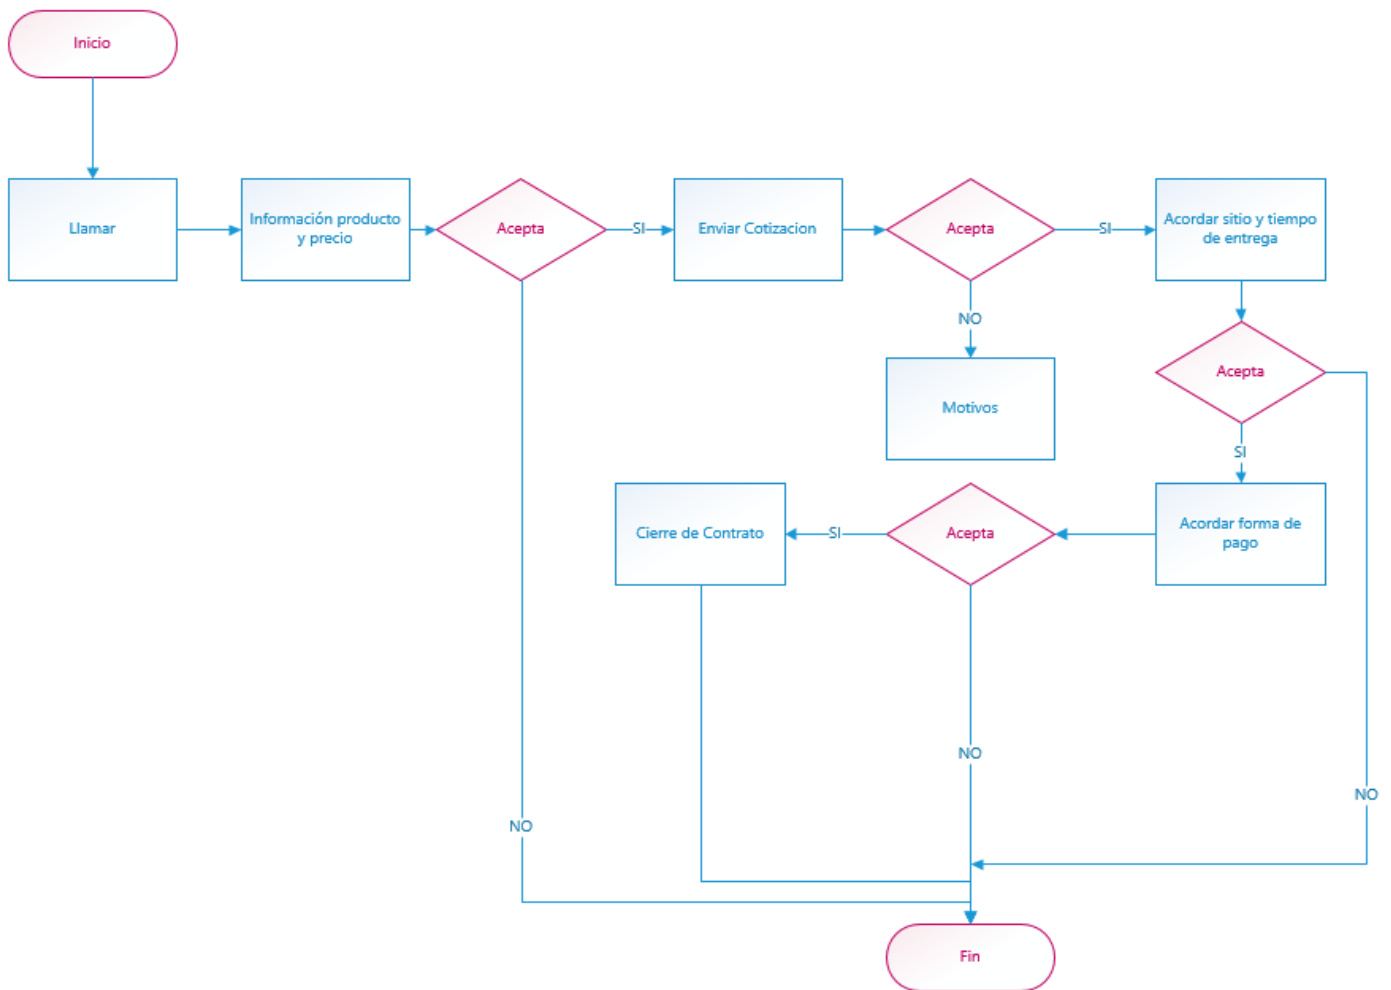 Inicio
Llamar
Información producto
y precio
Acepta
SI
Enviar Cotizacion
Acepta
SI
Acordar sitio y tiempo
de entrega
NO
Acepta
Motivos
SI
Cierre de Contrato
SI
Acepta
Acordar forma de
pago
NO
NO
NO
Fin